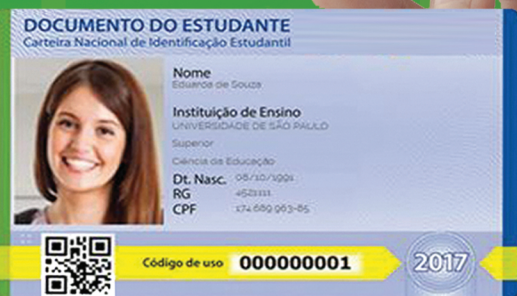 DOCUMENTO DO ESTUDANTE
Carteira Nacional de Identificação Estudantil
Nome
Eduarda de Souza
Instituição de Ensino
UNIVERSIDADE DE SÃO PAULO
Superior
Ciência da Educação
Dt. Nasc. 08/10/1991
RG 4521111
CPF 174.689.963-85
Código de uso 000000001
2017